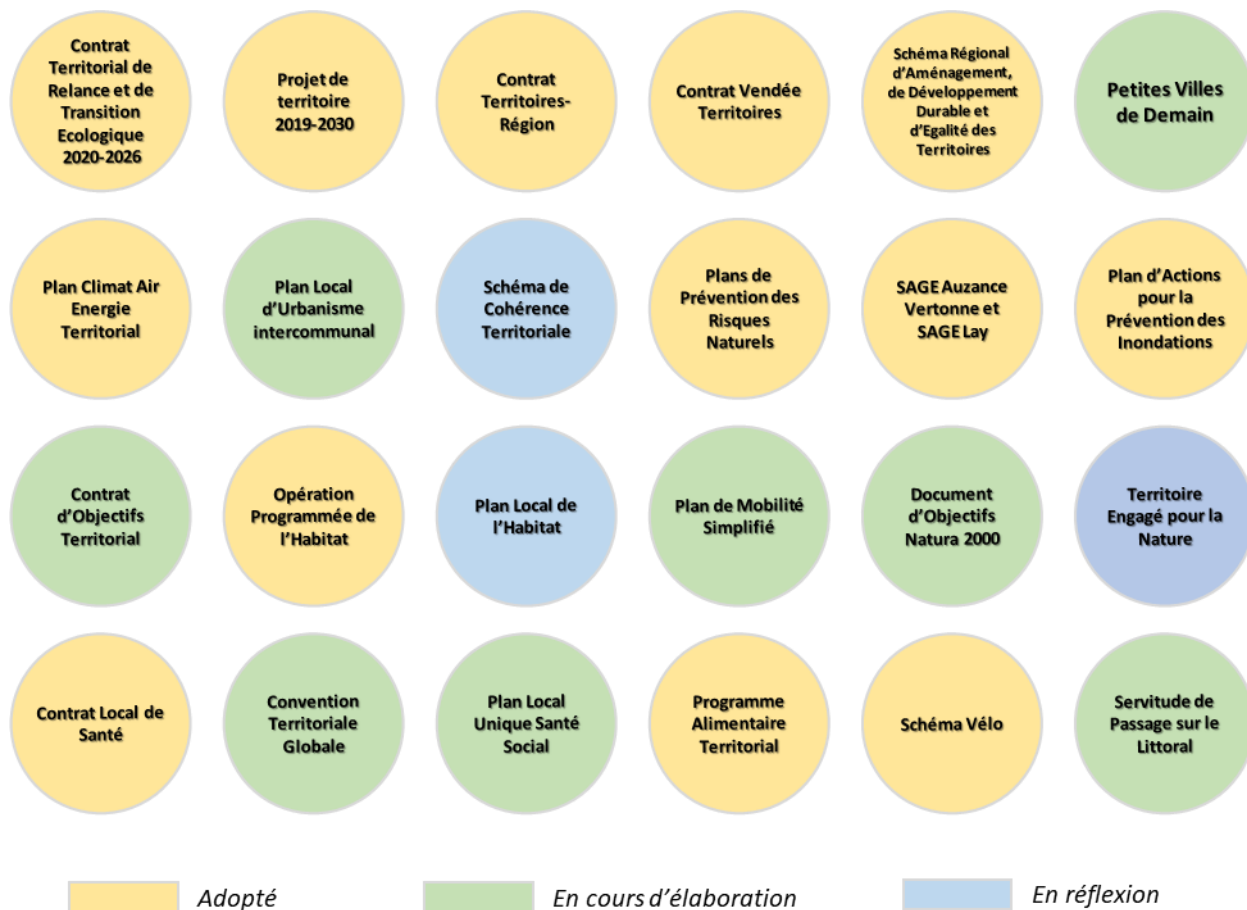 Contrat
Territorial de
Relance et de
Transition
Ecologique
2020-2026
Projet de
territoire
2019-2030
Contrat
Territoires-
Région
Contrat Vendée
Territoires
Schéma Régional
d'Aménagement,
de Développement
Durable et
d'Egalité des
Territoires
Petites Villes
de Demain
Plan Climat Air
Energie
Territorial
Plan Local
d'Urbanisme
intercommunal
Schéma de
Cohérence
Territoriale
Plans de
Prévention des
Risques
Naturels
SAGE Auzance
Vertonne et
SAGE Lay
Plan d'Actions
pour la
Prévention des
Inondations
Contrat
d'Objectifs
Territorial
Opération
Programmée de
l'Habitat
Plan Local de
l'Habitat
Plan de Mobilité
Simplifié
Document
d'Objectifs
Natura 2000
Territoire
Engagé pour la
Nature
Contrat Local de
Santé
Convention
Territoriale
Globale
Plan Local
Unique Santé
Social
Programme
Alimentaire
Territorial
Schéma Vélo
Servitude de
Passage sur le
Littoral
Adopté
En cours d'élaboration
En réflexion